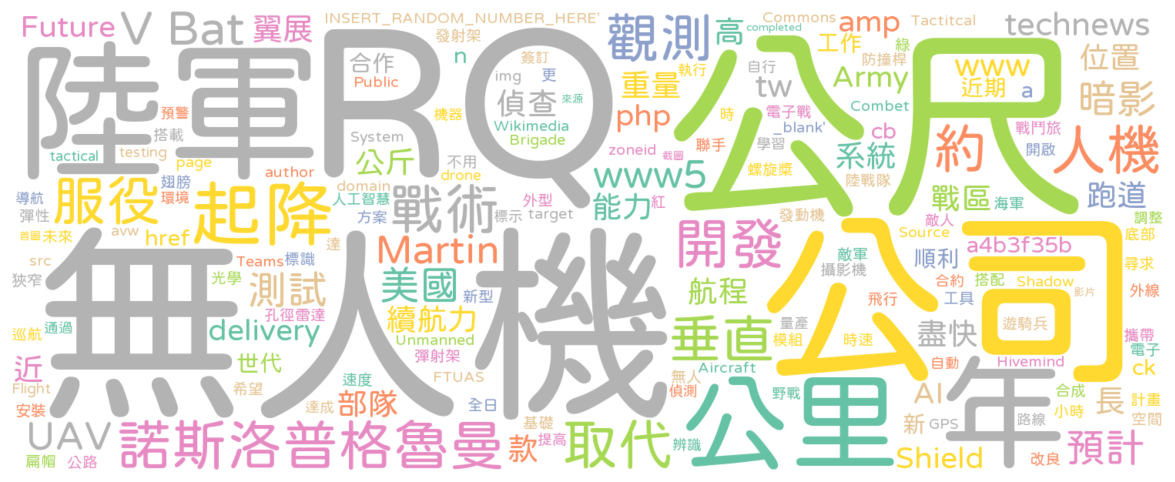 Future
V Bat
翼展
INSERT_RANDOM_NUMBER_HERE'
發射架
n
觀測
高
Commons
amp
Tactitcal
completed
technews
陸軍
RQ
公尺
合作
Public
img
更
簽訂
偵查
來源
Wikimedia
Brigade
重量
執行
工作
防撞桿
綠
自行
Army
www
近期
a
位置
暗影
tw
電子戰
_blank'
Combet
php
cb
戰鬥旅
學習
聯手
系統
開啟
約
人機
預警
搭載
機器
System
tactical
testing
page
公斤
不用
drone
zoneid
截圖
www5
螺旋槳
陸戰隊
戰區
海軍
跑道
author
翅膀
導航
環境
domain
人工智慧
外型
能力
紅
彈性
服役
起降
戰術
方案
標示
target
發動機
敵人
調整
首圖
未來
avw
href
達
Martin
開發
敵軍
Source
底部
a4b3f35b
src
Teams
標識
美國
新型
攝影機
順利
尋求
狹窄
光學
測試
航程
合約
工具
搭配
Shadow
影片
外線
無人機
孔徑雷達
續航力
飛行
公司
遊騎兵
攜帶
巡航
通過
delivery
Unmanned
垂直
量產
模組
時速
盡快
電子
近
世代
彈射架
Aircraft
自動
Hivemind
ck
Flight
希望
速度
FTUAS
無人
偵測
AI
年
合成
計畫
安裝
達成
部隊
全日
野戰
公里
長
小時
空間
UAV
諾斯洛普格魯曼
款
基礎
提高
取代
辨識
新
GPS
路線
預計
扁帽
公路
Shield
改良
時